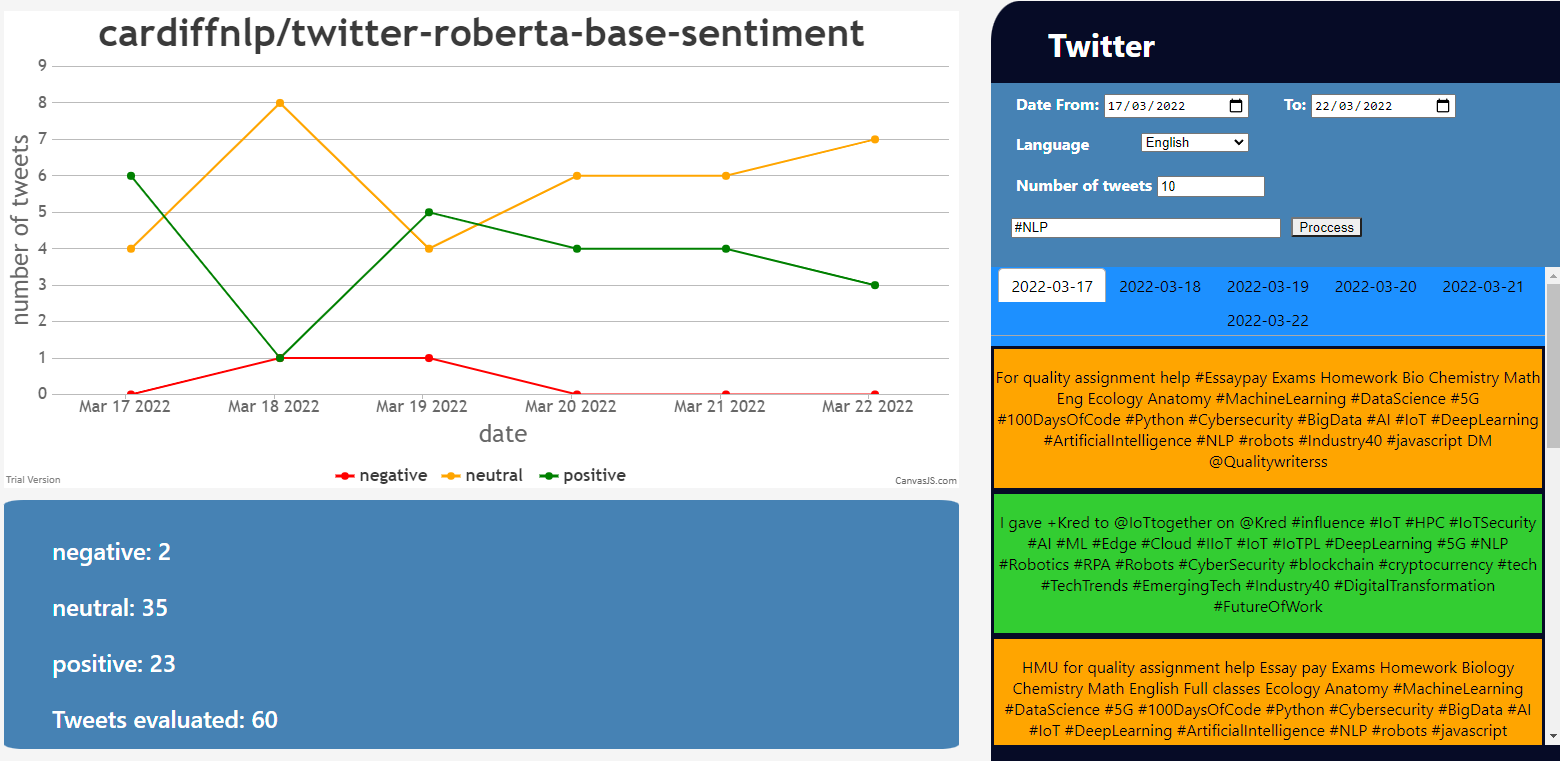 cardiffnlp/twitter-roberta-base-sentiment
9
8
7
6
5
4
3
2
1
0
number of tweets
Mar 17 2022 Mar 18 2022 Mar 19 2022 Mar 20 2022 Mar 21 2022 Mar 22 2022
date
negative neutral positive
Trial Version
CanvasJS.com
negative: 2
neutral: 35
positive: 23
Tweets evaluated: 60
Twitter
Date From: 17/03/2022 To: 22/03/2022
Language English
Number of tweets 10
#NLP Proccess
2022-03-17 2022-03-18 2022-03-19 2022-03-20 2022-03-21
2022-03-22
For quality assignment help #Essaypay Exams Homework Bio Chemistry Math
Eng Ecology Anatomy #MachineLearning #DataScience #5G
#100DaysOfCode #Python #Cybersecurity #BigData #AI #IoT #DeepLearning
#ArtificialIntelligence #NLP #robots #Industry40 #javascript DM
@Qualitywriterss
I gave +Kred to @IoTtogether on @Kred #influence #IoT #HPC #IoTSecurity
#AI #ML #Edge #Cloud #IIoT #IoT #IoTPL #DeepLearning #5G #NLP
#Robotics #RPA #Robots #CyberSecurity #blockchain #cryptocurrency #tech
#TechTrends #EmergingTech #Industry40 #DigitalTransformation
#FutureOfWork
HMU for quality assignment help Essay pay Exams Homework Biology
Chemistry Math English Full classes Ecology Anatomy #MachineLearning
#DataScience #5G #100DaysOfCode #Python #Cybersecurity #BigData #AI
#IoT #DeepLearning #ArtificialIntelligence #NLP #robots #javascript